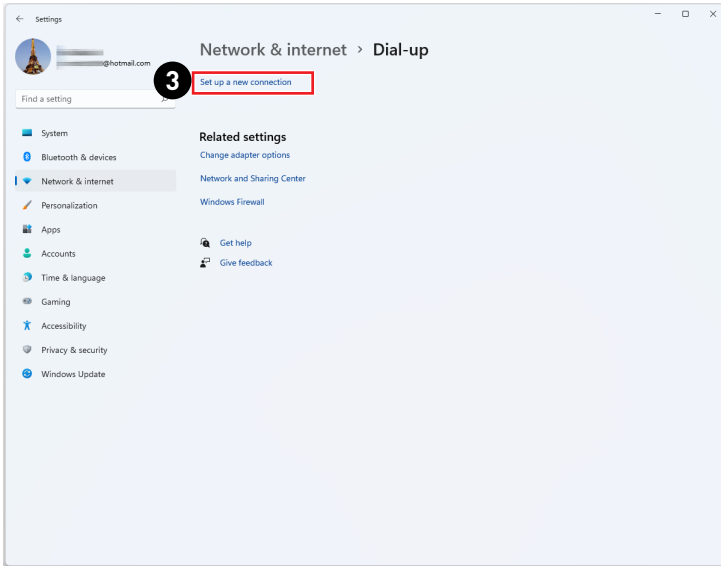 Settings
@hotmail.com
Find a setting
System
Bluetooth & devices
Network & internet
Personalization
Apps
Accounts
Time & language
Gaming
Accessibility
Privacy & security
Windows Update
Network & internet > Dial-up
3
Set up a new connection
Related settings
Change adapter options
Network and Sharing Center
Windows Firewall
Get help
Give feedback